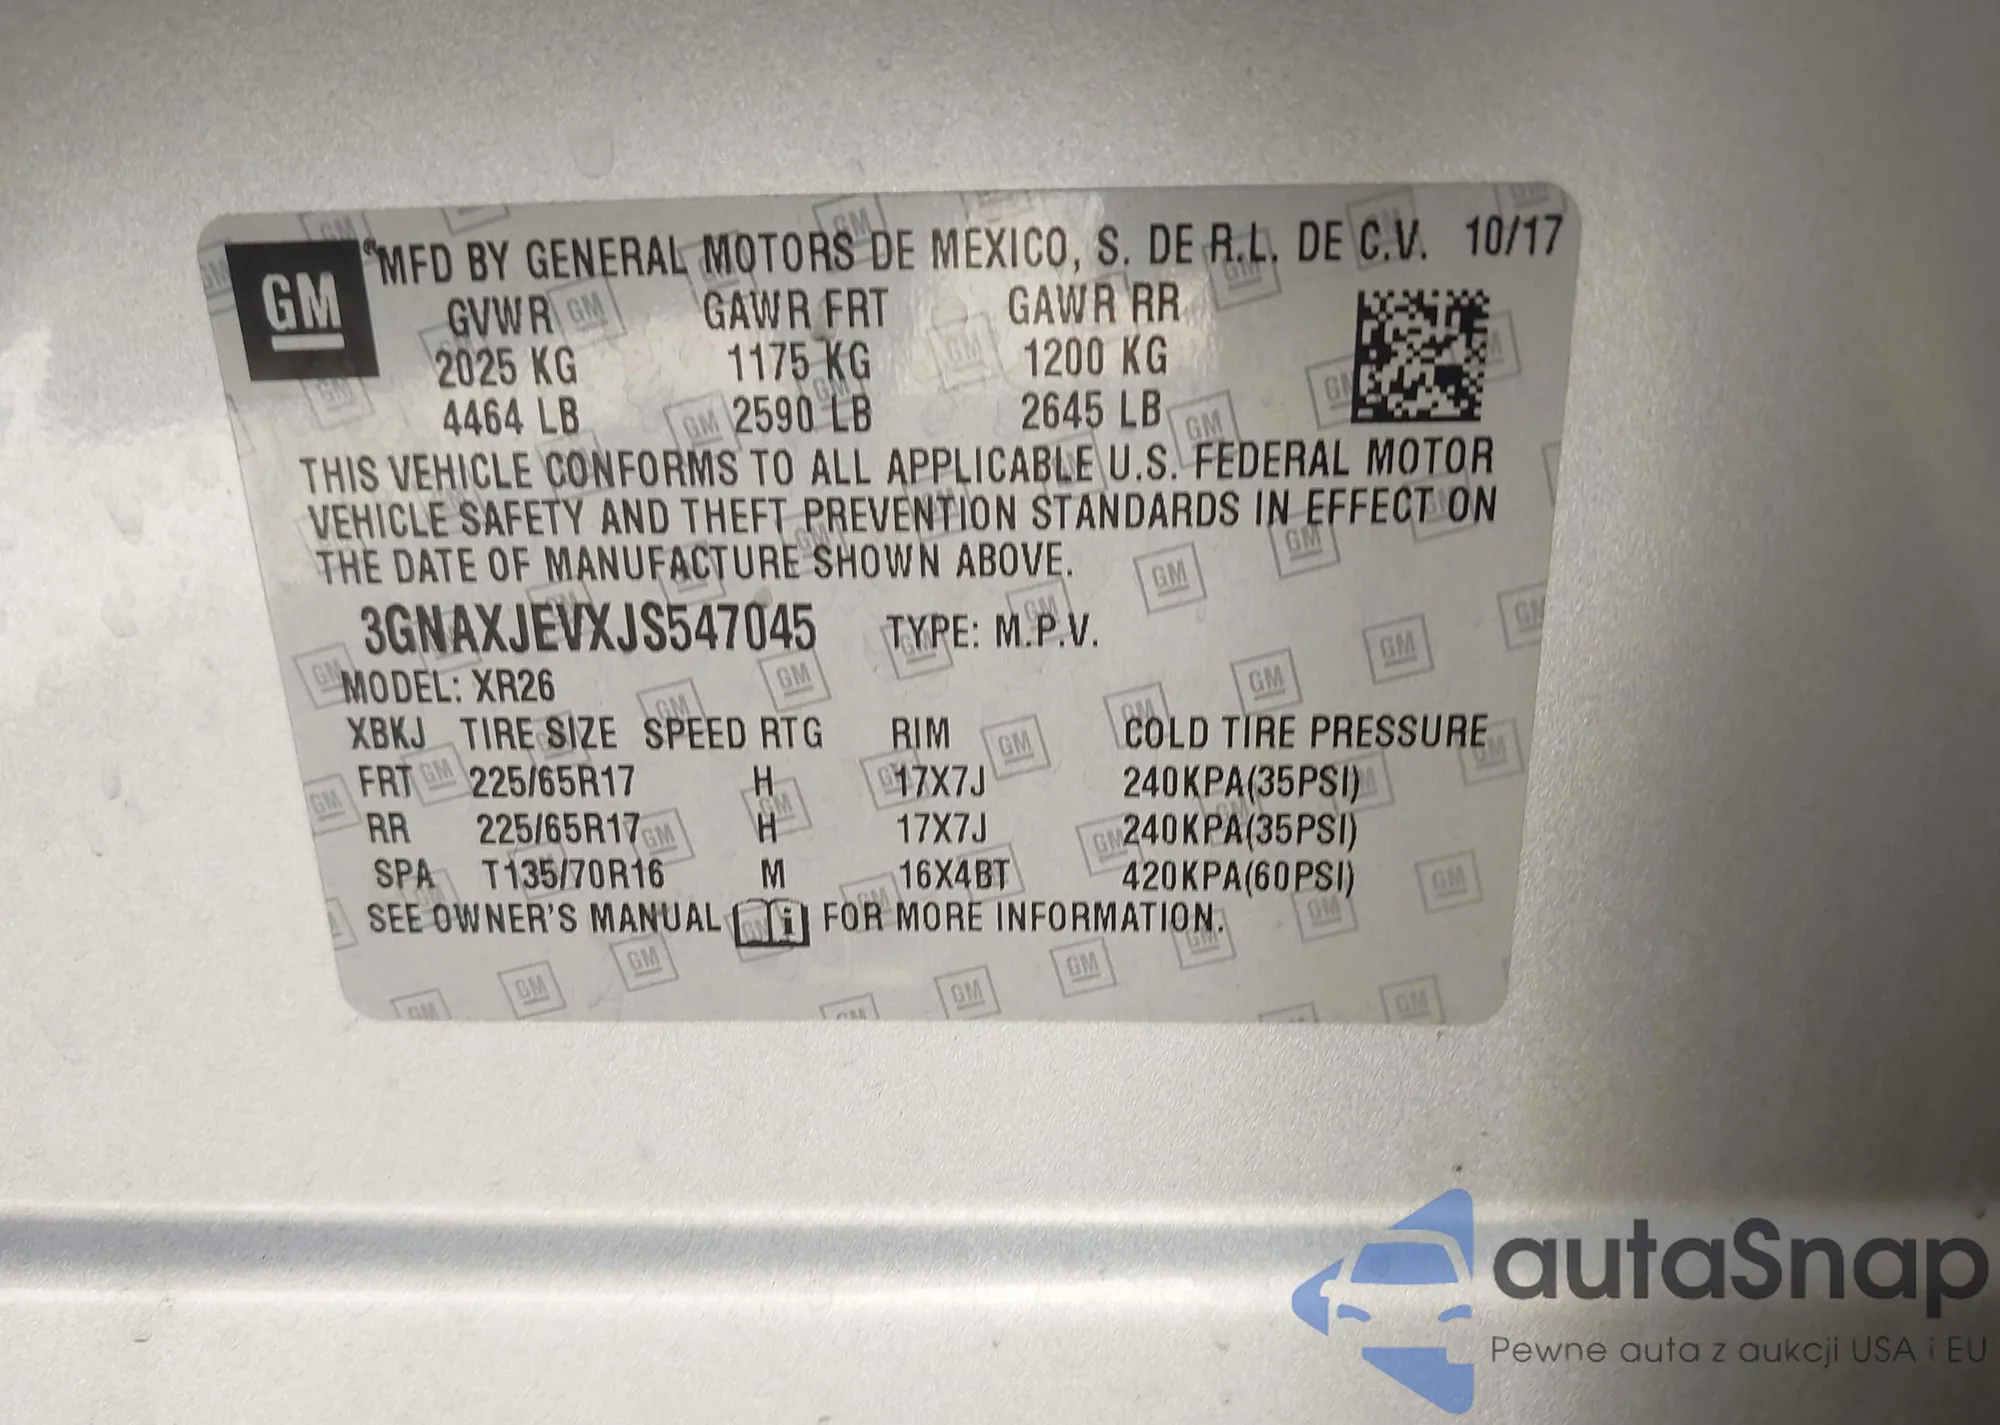 GM
®MFD BY GENERAL MOTORS DE MEXICO, S. DE R.L. DE C.V. 10/17
GVWR GAWR FRT GAWR RR
2025 KG 1175 KG 1200 KG
4464 LB 2590 LB 2645 LB
THIS VEHICLE CONFORMS TO ALL APPLICABLE U.S. FEDERAL MOTOR
VEHICLE SAFETY AND THEFT PREVENTION STANDARDS IN EFFECT ON
THE DATE OF MANUFACTURE SHOWN ABOVE.
3GNAXJEVXJS547045 TYPE: M.P.V.
MODEL: XR26
XBKJ TIRE SIZE SPEED RTG RIM COLD TIRE PRESSURE
FRT 225/65R17 H 17X7J 240KPA(35PSI)
RR 225/65R17 H 17X7J 240KPA(35PSI)
SPA T135/70R16 M 16X4BT 420KPA(60PSI)
SEE OWNER'S MANUAL i FOR MORE INFORMATION.
autaSnap
Pewne auta z aukcji USA i EU